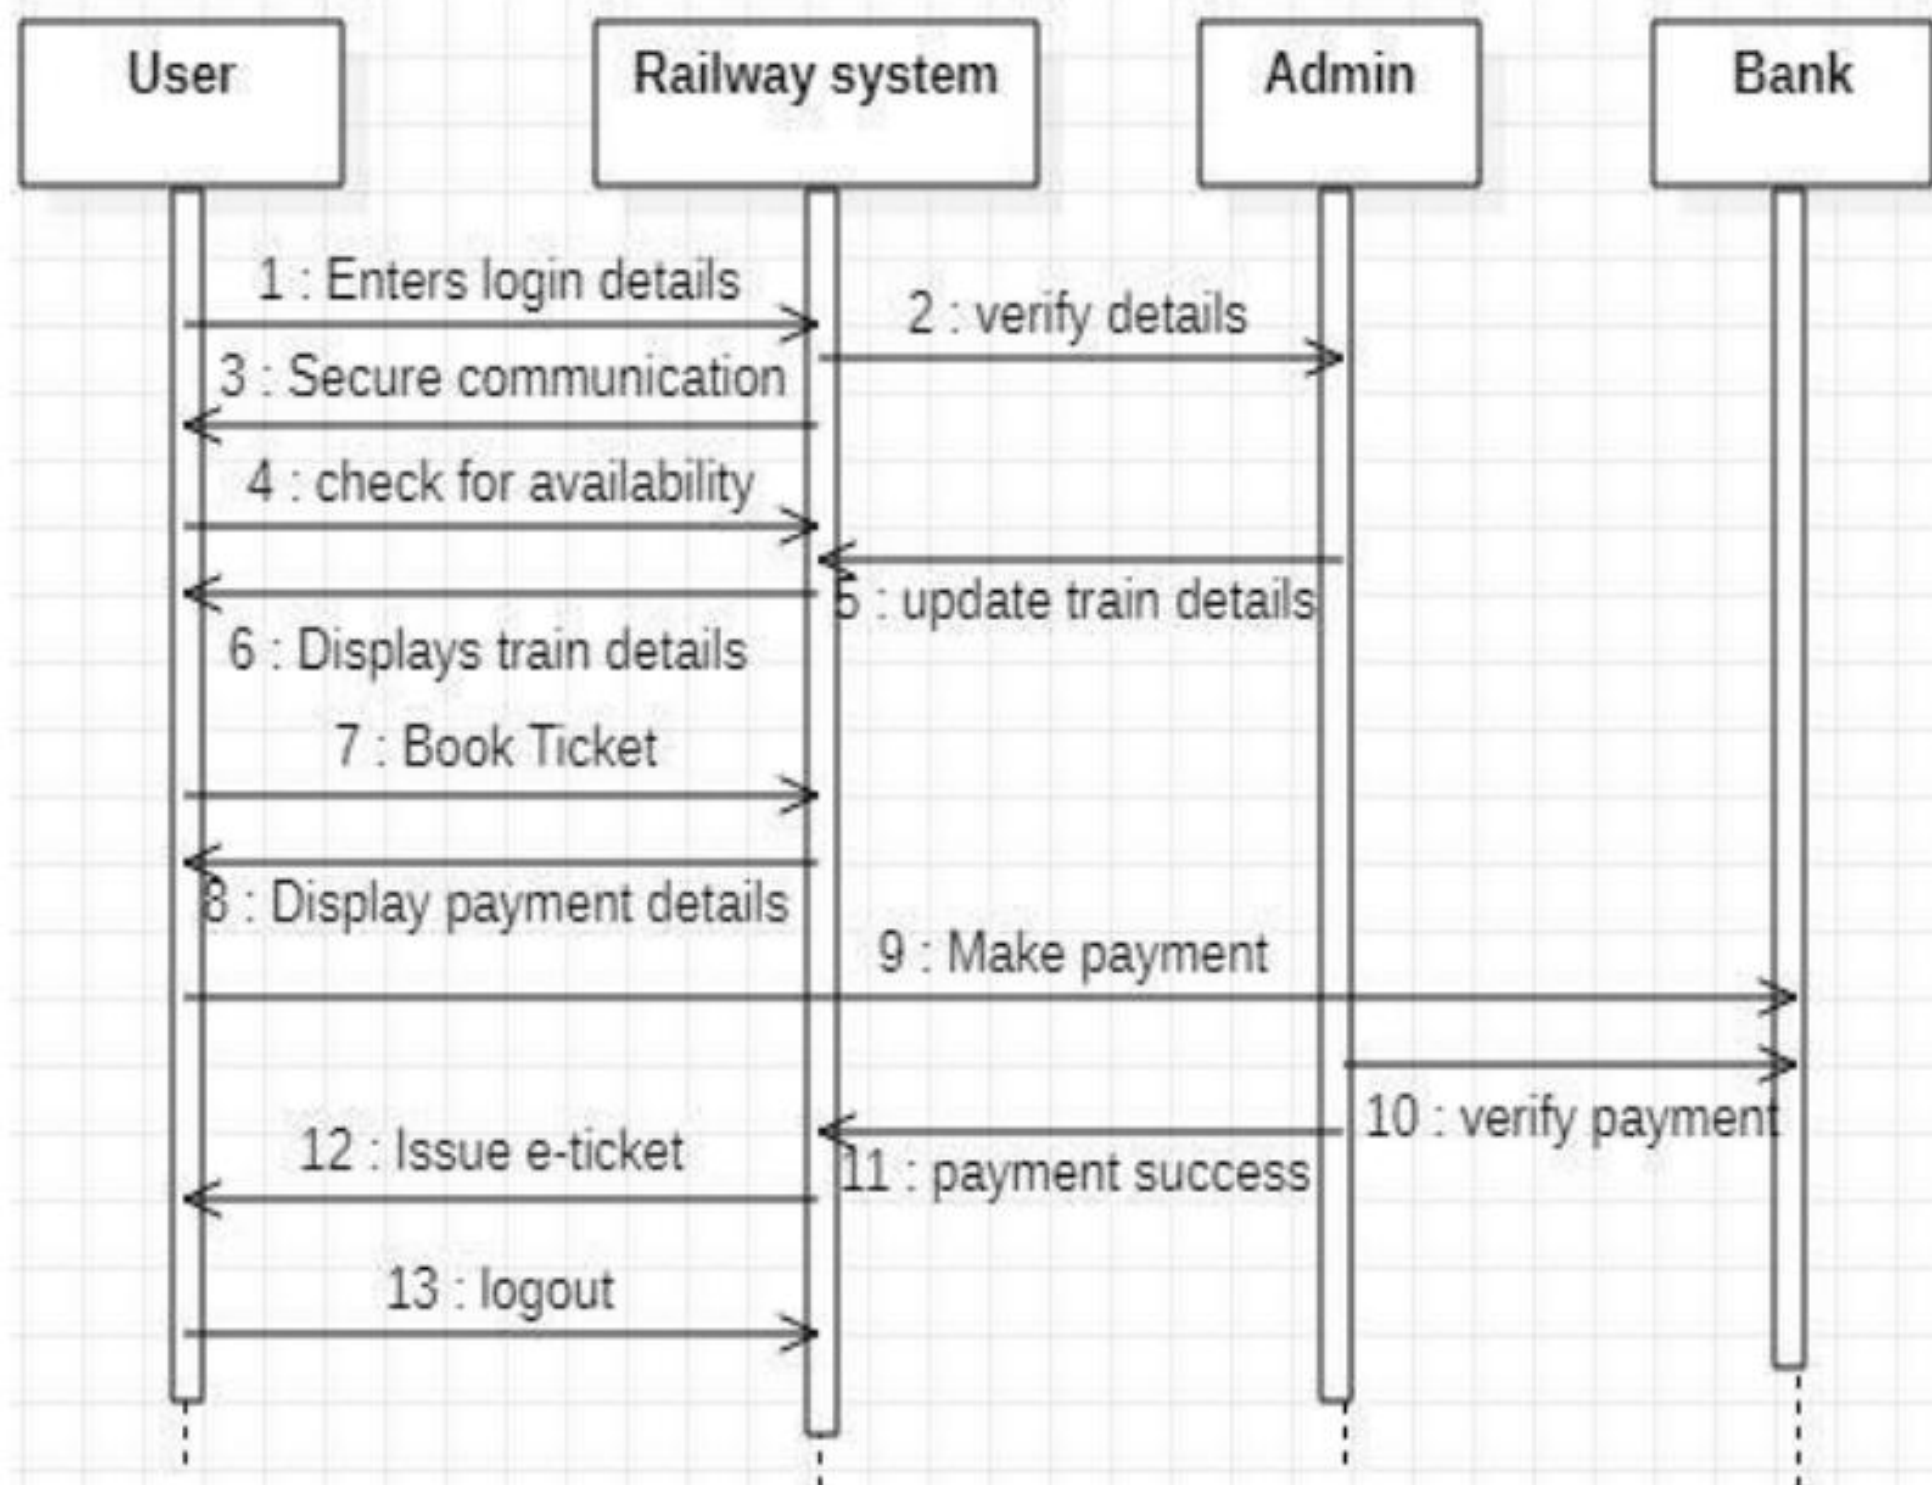 User
Railway system
Admin
Bank
1 : Enters login details
2 : verify details
3 : Secure communication
4 : check for availability
5 : update train details
6 : Displays train details
7 : Book Ticket
8 : Display payment details
9 : Make payment
10 : verify payment
11 : payment success
12 : Issue e-ticket
13 : logout